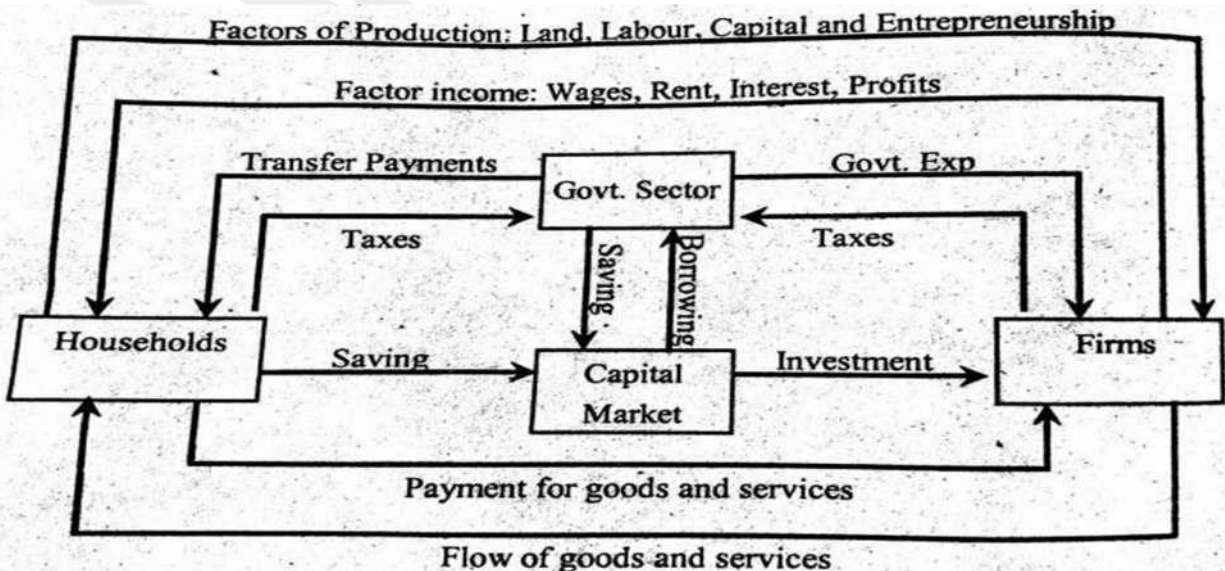 Factors of Production: Land, Labour, Capital and Entrepreneurship
Factor income: Wages, Rent, Interest, Profits
Transfer Payments
Govt. Sector
Govt. Exp
Taxes
Taxes
Saving
Borrowing
Households
Saving
Capital
Market
Investment
Firms
Payment for goods and services
Flow of goods and services